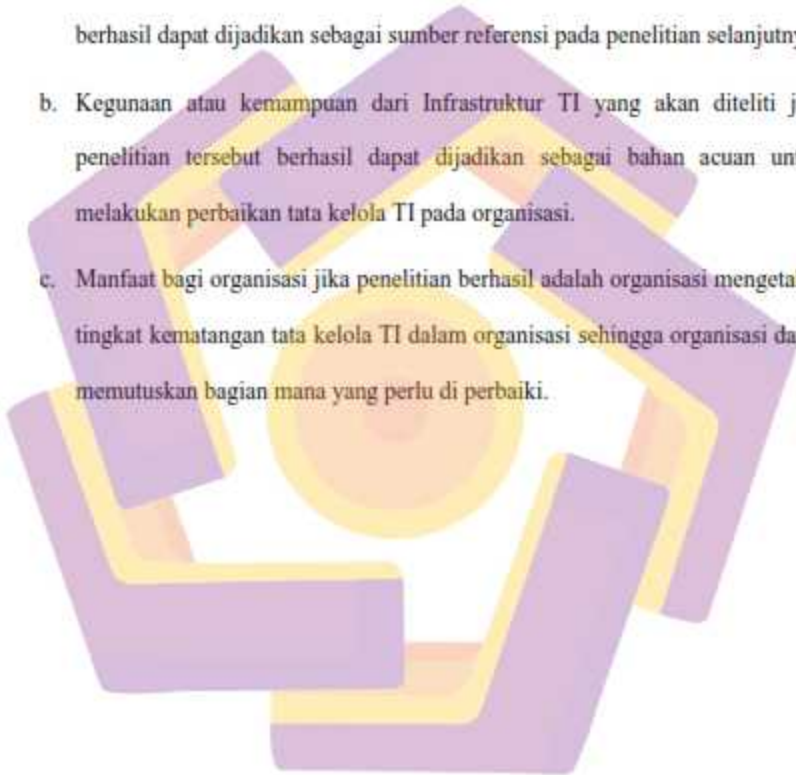 berhasil dapat dijadikan sebagai sumber referensi pada penelitian selanjutny
b. Kegunaan atau kemampuan dari Infrastruktur TI yang akan diteliti j
penelitian tersebut berhasil dapat dijadikan sebagai bahan acuan un
melakukan perbaikan tata kelola TI pada organisasi.
c. Manfaat bagi organisasi jika penelitian berhasil adalah organisasi mengeta
tingkat kematangan tata kelola TI dalam organisasi sehingga organisasi da
memutuskan bagian mana yang perlu di perbaiki.